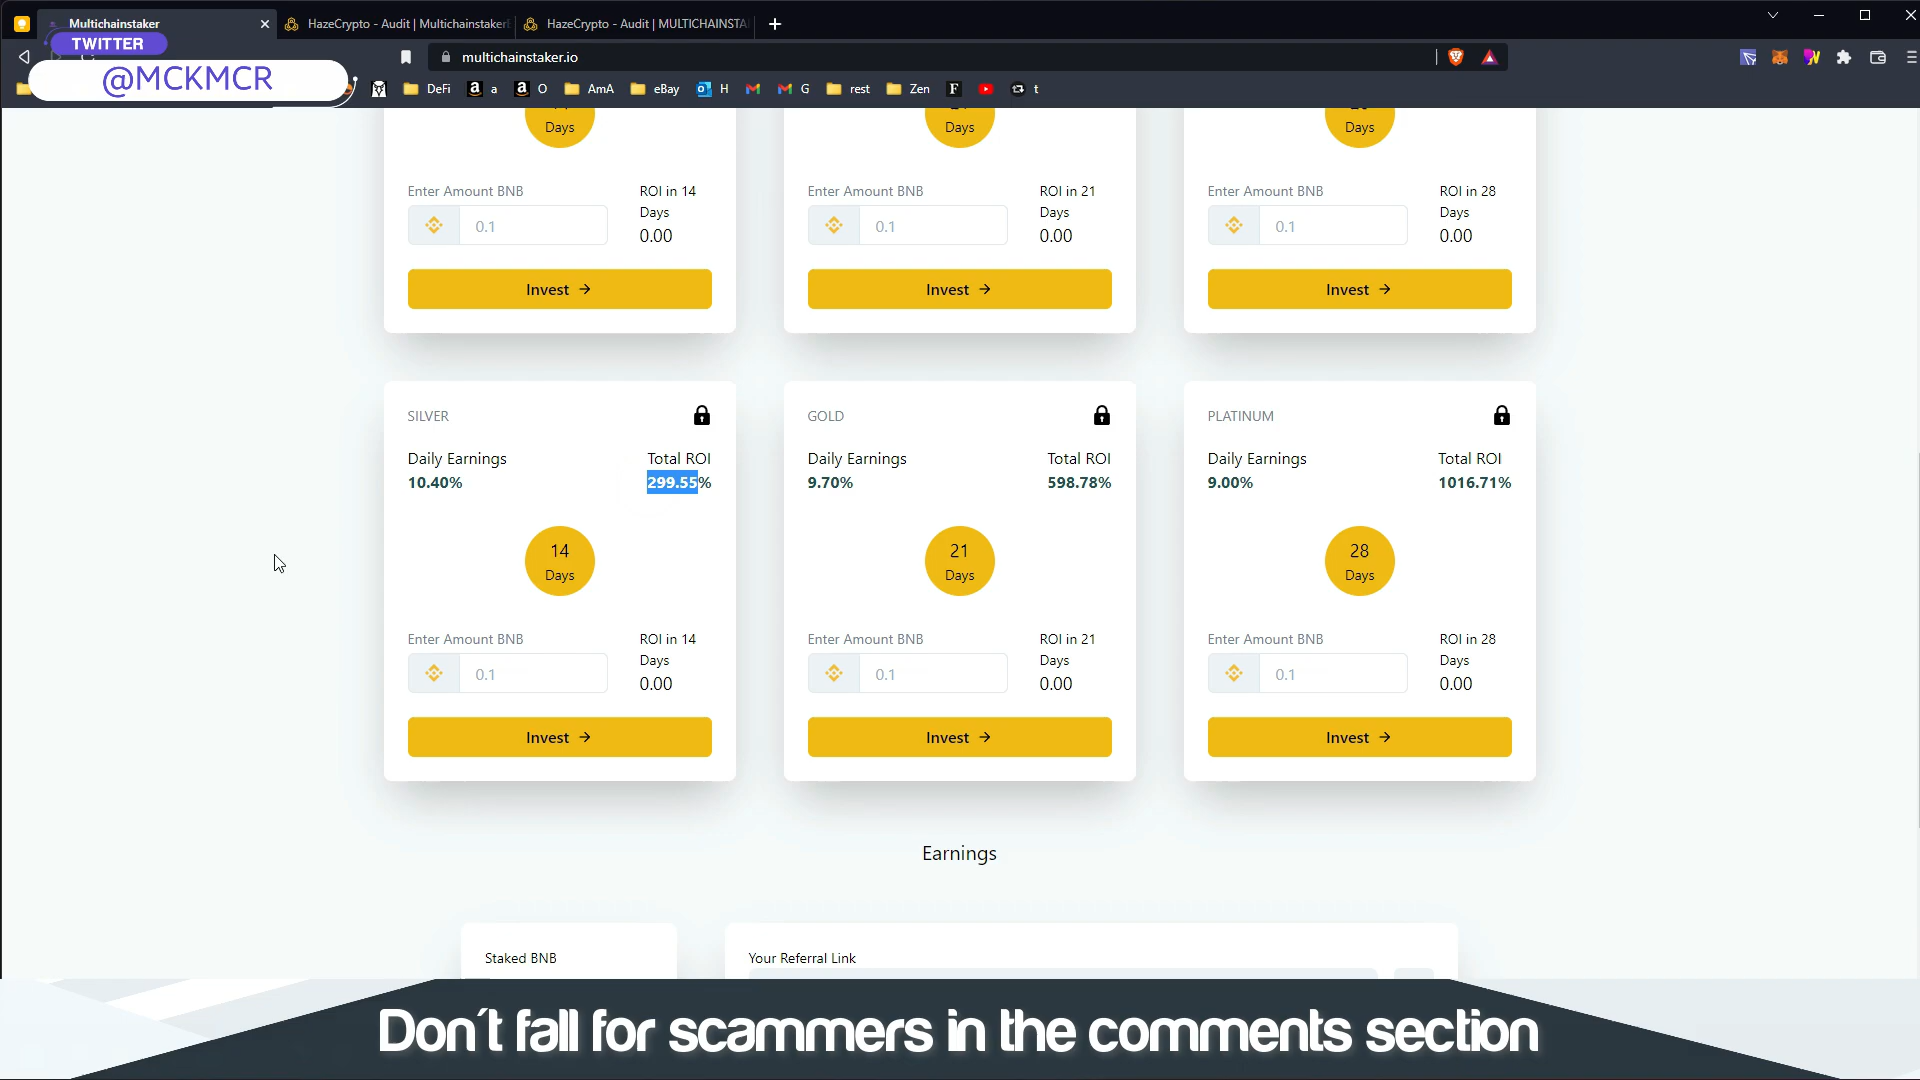 Multichainstaker
HazeCrypto - Audit | Multichainstaker
HazeCrypto - Audit | MULTICHAINSTA
TWITTER
@MCKMCR
multichainstaker.io
DeFi
a
O
AmA
eBay
H
G
rest
Zen
t
Days
Days
Days
Enter Amount BNB
ROI in 14
Days
0.1
0.00
Invest →
Enter Amount BNB
ROI in 21
Days
0.1
0.00
Invest →
Enter Amount BNB
ROI in 28
Days
0.1
0.00
Invest →
SILVER
Daily Earnings
Total ROI
10.40%
299.55%
14
Days
Enter Amount BNB
ROI in 14
Days
0.1
0.00
Invest →
GOLD
Daily Earnings
Total ROI
9.70%
598.78%
21
Days
Enter Amount BNB
ROI in 21
Days
0.1
0.00
Invest →
PLATINUM
Daily Earnings
Total ROI
9.00%
1016.71%
28
Days
Enter Amount BNB
ROI in 28
Days
0.1
0.00
Invest →
Earnings
Staked BNB
Your Referral Link
Don´t fall for scammers in the comments section